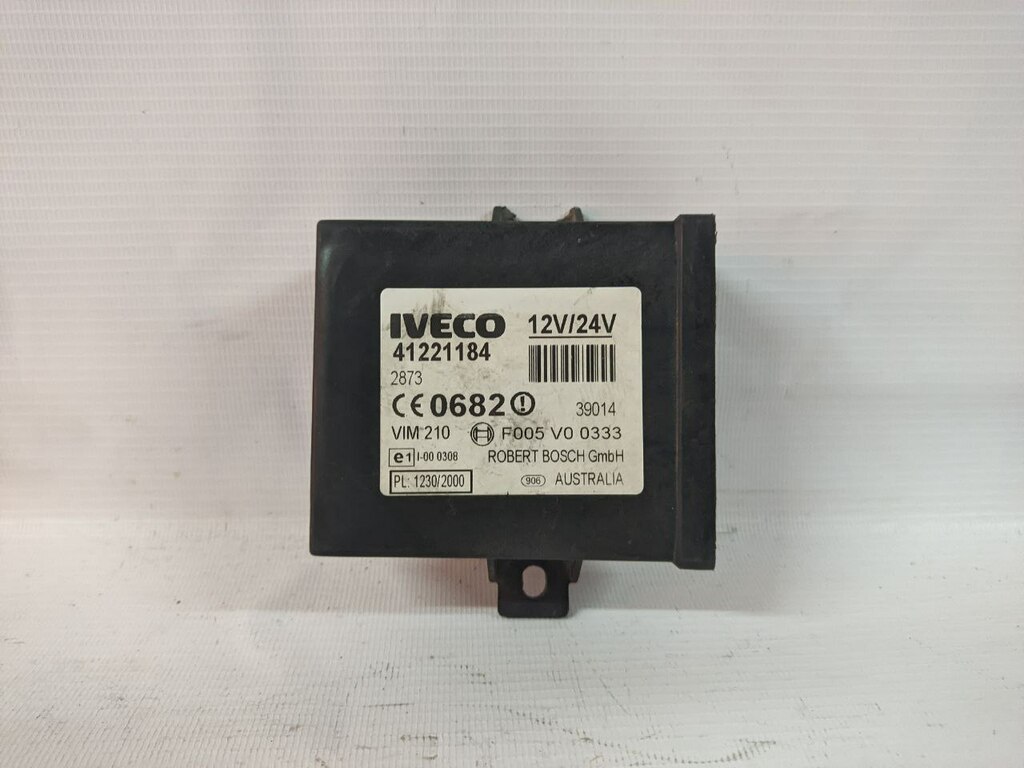 IVECO 12V/24V
41221184
2873
CE 0682 39014
VIM 210 F005 V0 0333
e1 I-00 0308 ROBERT BOSCH GmbH
PL: 1230/2000 906 AUSTRALIA